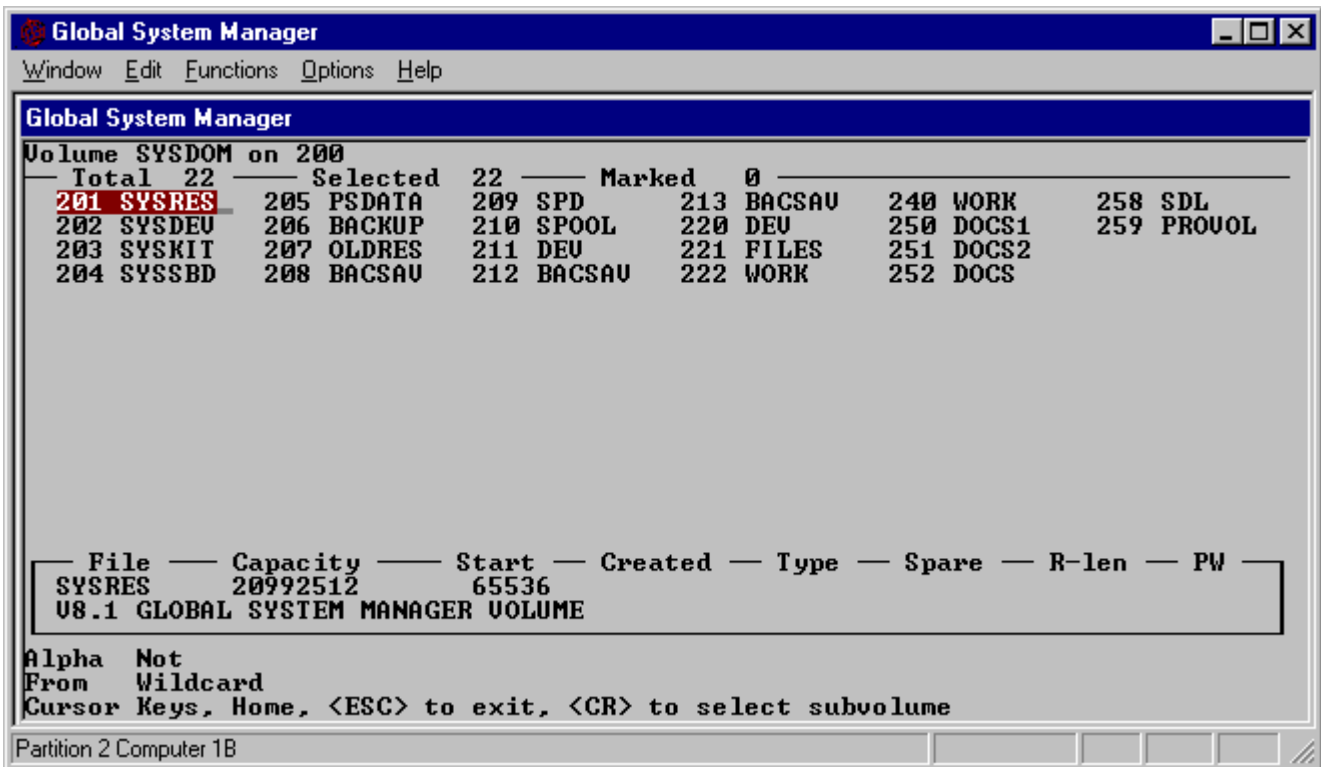 Global System Manager
Window Edit Functions Options Help
Global System Manager
Volume SYSDOM on 200
Total 22 Selected 22 Marked 0
201 SYSRES 205 PSDATA 209 SPD 213 BACSAV 240 WORK 258 SDL
202 SYSDEV 206 BACKUP 210 SPOOL 220 DEV 250 DOCS1 259 PROVOL
203 SYSKIT 207 OLDRES 211 DEV 221 FILES 251 DOCS2
204 SYSSBD 208 BACSAV 212 BACSAV 222 WORK 252 DOCS
File Capacity Start Created Type Spare R-len PW
SYSRES 20992512 65536
V8.1 GLOBAL SYSTEM MANAGER VOLUME
Alpha Not
From Wildcard
Cursor Keys, Home, <ESC> to exit, <CR> to select subvolume
Partition 2 Computer 1B